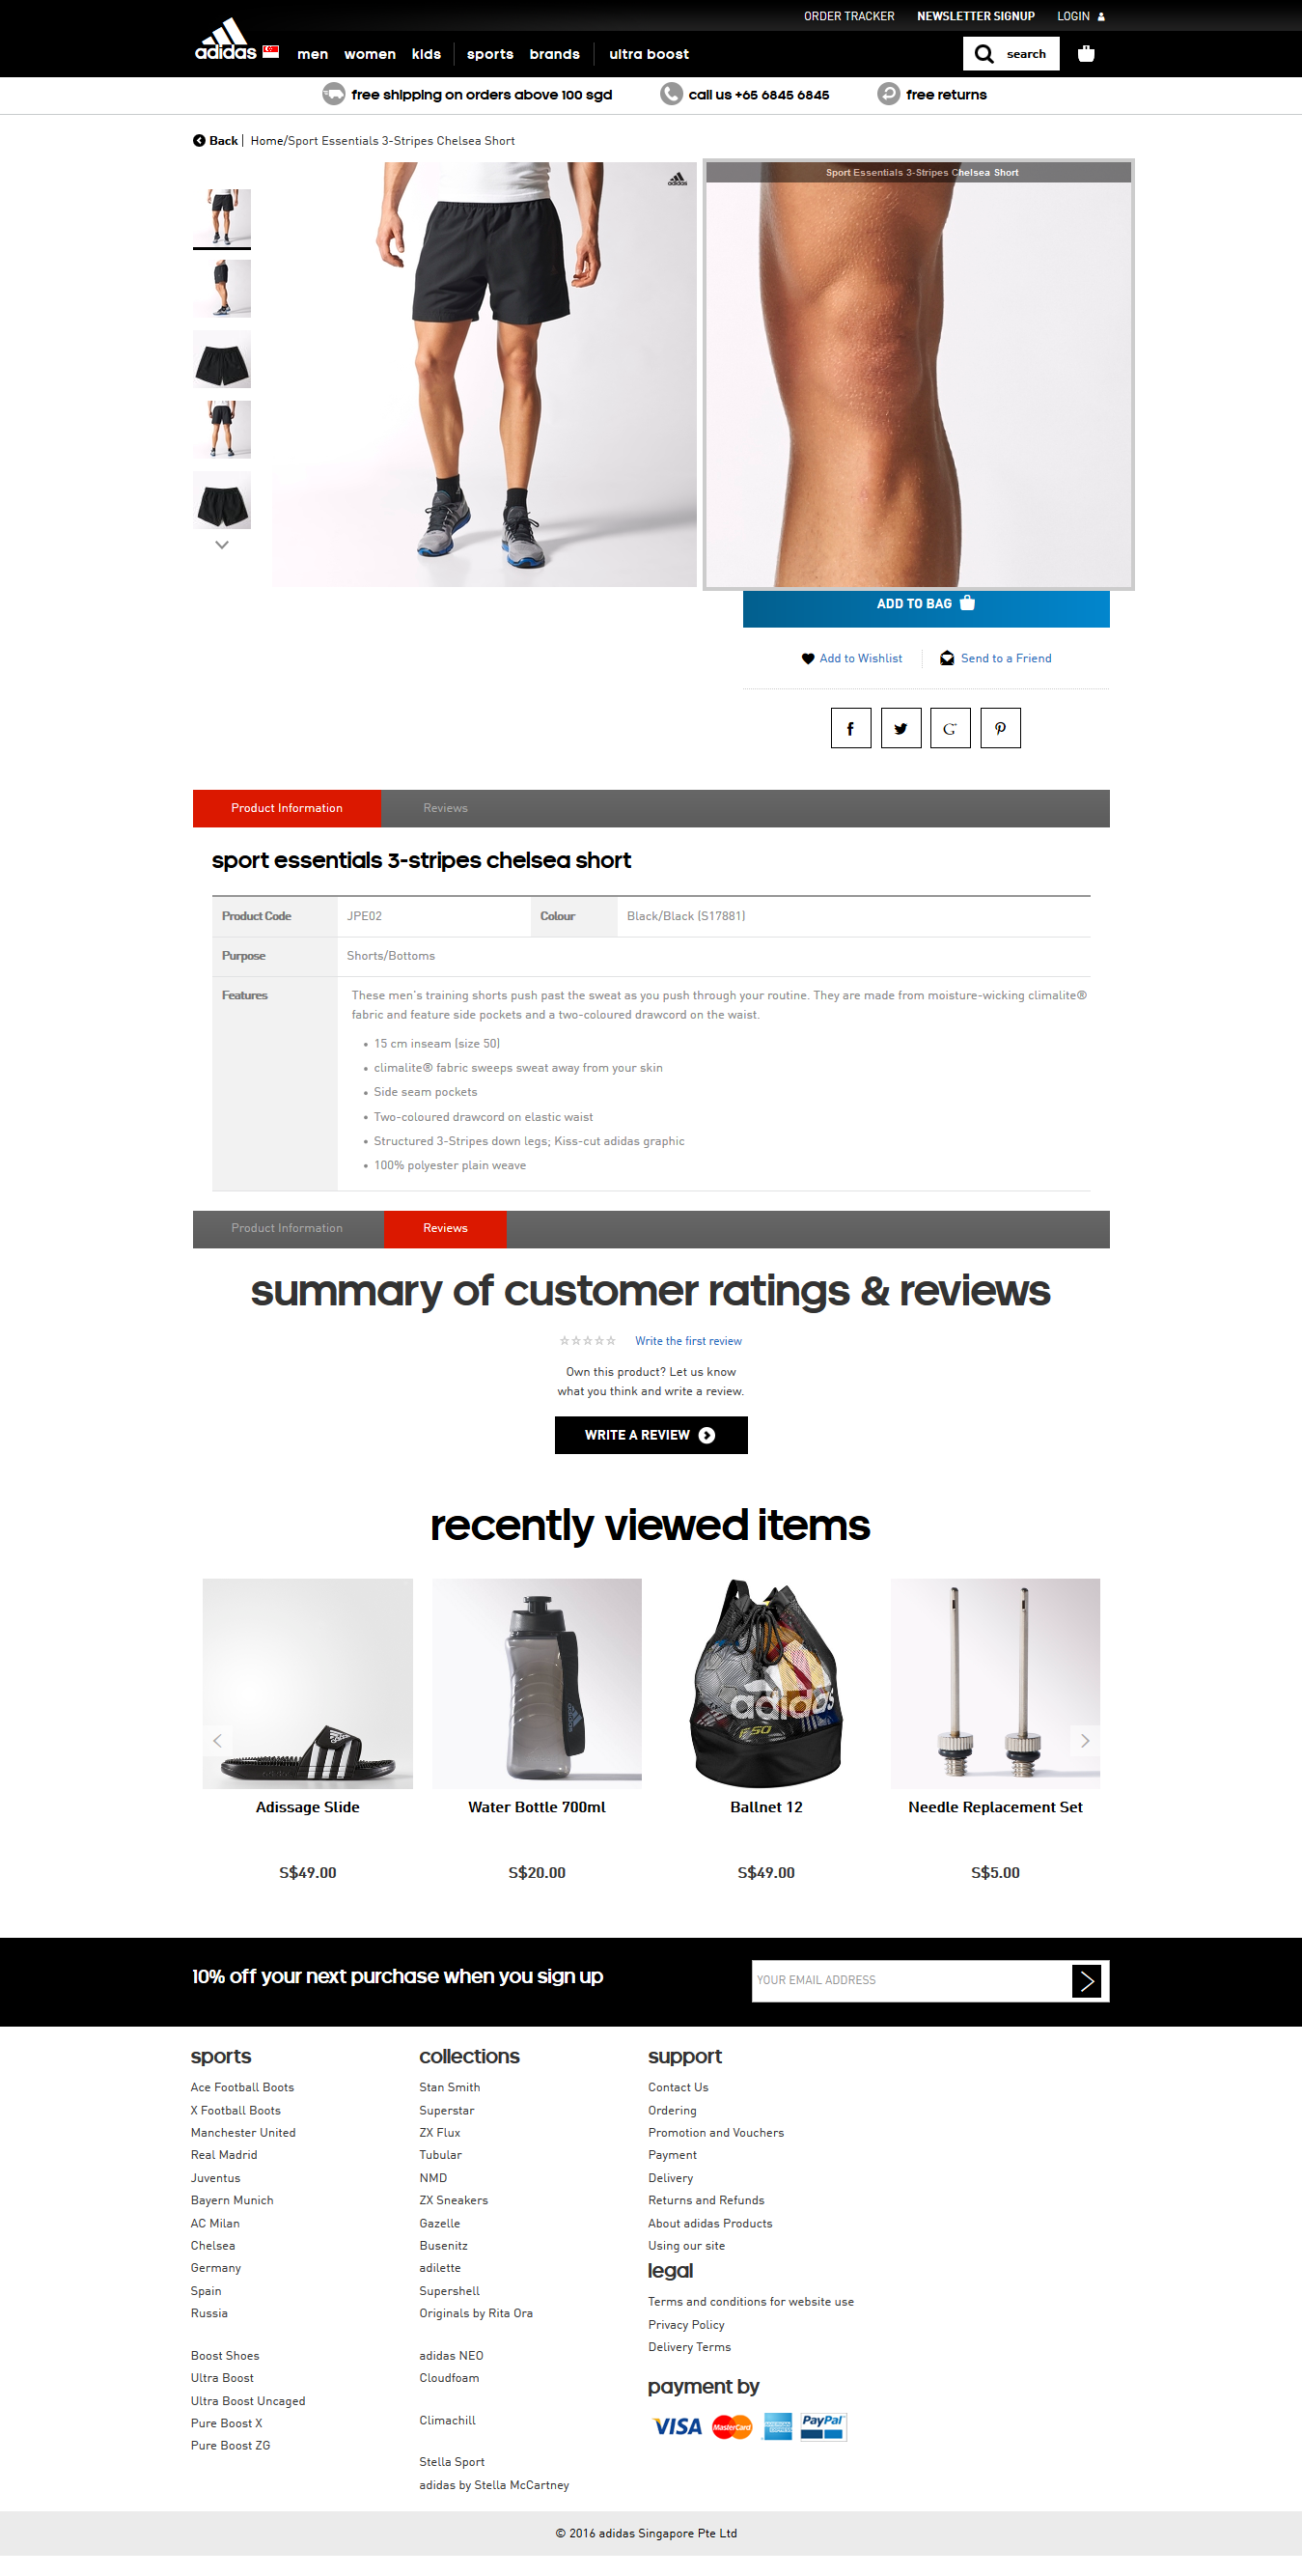 ORDER TRACKER NEWSLETTER SIGNUP LOGIN
adidas men women kids sports brands ultra boost search
free shipping on orders above 100 sgd call us +65 6845 6845 free returns
Back | Home/Sport Essentials 3-Stripes Chelsea Short
adidas
Sport Essentials 3-Stripes Chelsea Short
ADD TO BAG
Add to Wishlist Send to a Friend
Product Information Reviews
sport essentials 3-stripes chelsea short
Product Code JPE02 Colour Black/Black (S17881)
Purpose Shorts/Bottoms
Features These men's training shorts push past the sweat as you push through your routine. They are made from moisture-wicking climalite®
fabric and feature side pockets and a two-coloured drawcord on the waist.
• 15 cm inseam (size 50)
• climalite® fabric sweeps sweat away from your skin
• Side seam pockets
• Two-coloured drawcord on elastic waist
• Structured 3-Stripes down legs; Kiss-cut adidas graphic
• 100% polyester plain weave
Product Information Reviews
summary of customer ratings & reviews
Write the first review
Own this product? Let us know
what you think and write a review.
WRITE A REVIEW
recently viewed items
adidas
F50
Adissage Slide Water Bottle 700ml Ballnet 12 Needle Replacement Set
S$49.00 S$20.00 S$49.00 S$5.00
10% off your next purchase when you sign up YOUR EMAIL ADDRESS
sports
Ace Football Boots
X Football Boots
Manchester United
Real Madrid
Juventus
Bayern Munich
AC Milan
Chelsea
Germany
Spain
Russia
Boost Shoes
Ultra Boost
Ultra Boost Uncaged
Pure Boost X
Pure Boost ZG
collections
Stan Smith
Superstar
ZX Flux
Tubular
NMD
ZX Sneakers
Gazelle
Busenitz
adilette
Supershell
Originals by Rita Ora
adidas NEO
Cloudfoam
Climachill
Stella Sport
adidas by Stella McCartney
support
Contact Us
Ordering
Promotion and Vouchers
Payment
Delivery
Returns and Refunds
About adidas Products
Using our site
legal
Terms and conditions for website use
Privacy Policy
Delivery Terms
payment by
VISA MasterCard AMERICAN EXPRESS PayPal
© 2016 adidas Singapore Pte Ltd